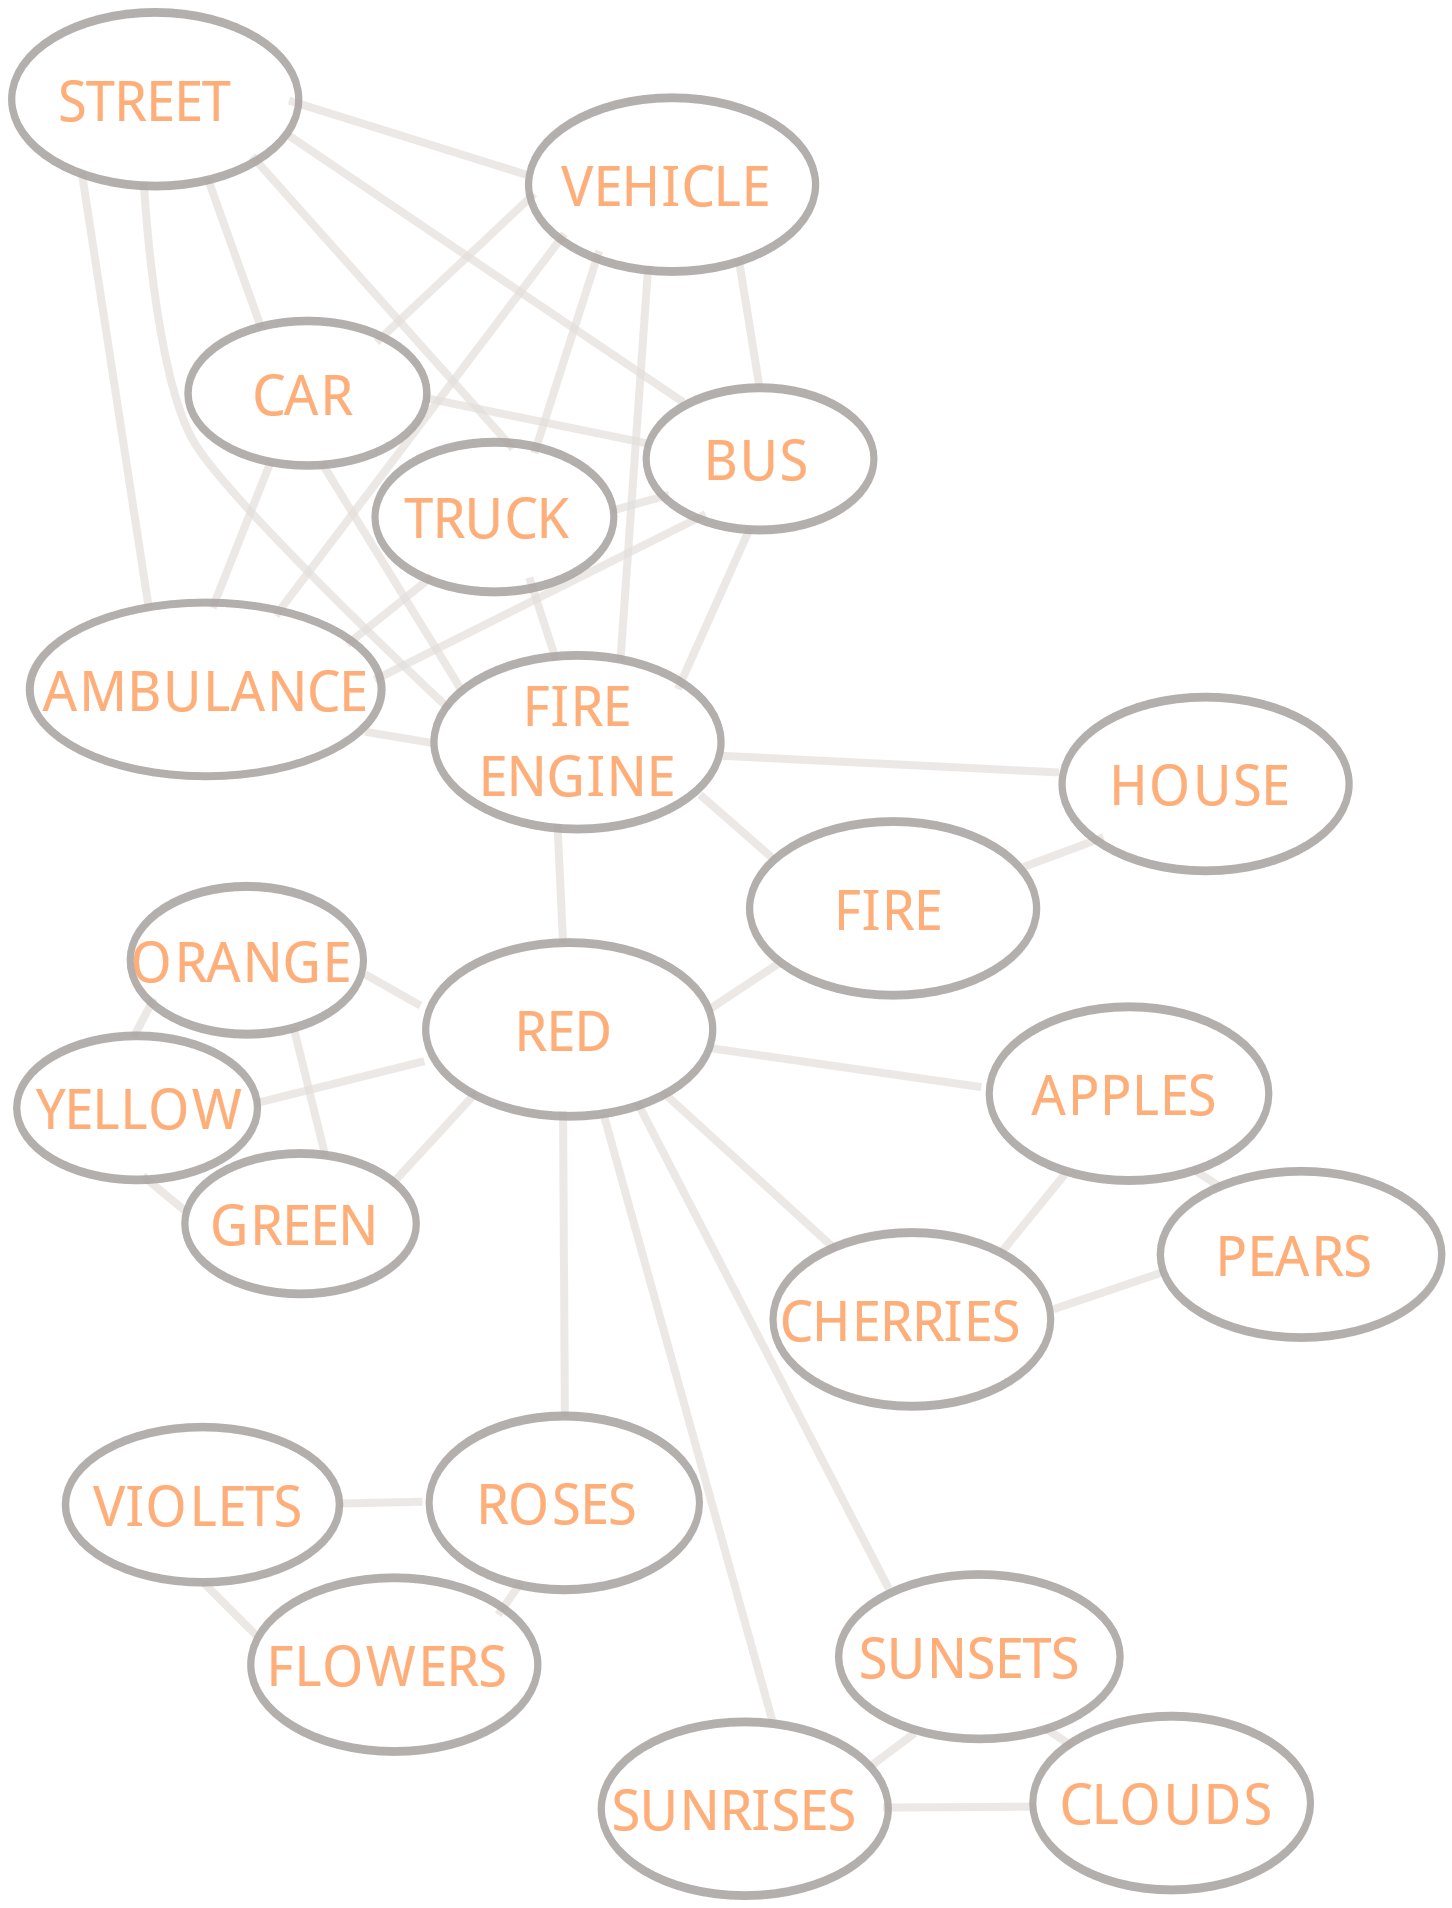 STREET
VEHICLE
CAR
BUS
TRUCK
AMBULANCE
FIRE
ENGINE
HOUSE
FIRE
ORANGE
RED
YELLOW
APPLES
GREEN
PEARS
CHERRIES
VIOLETS
ROSES
FLOWERS
SUNSETS
SUNRISES
CLOUDS